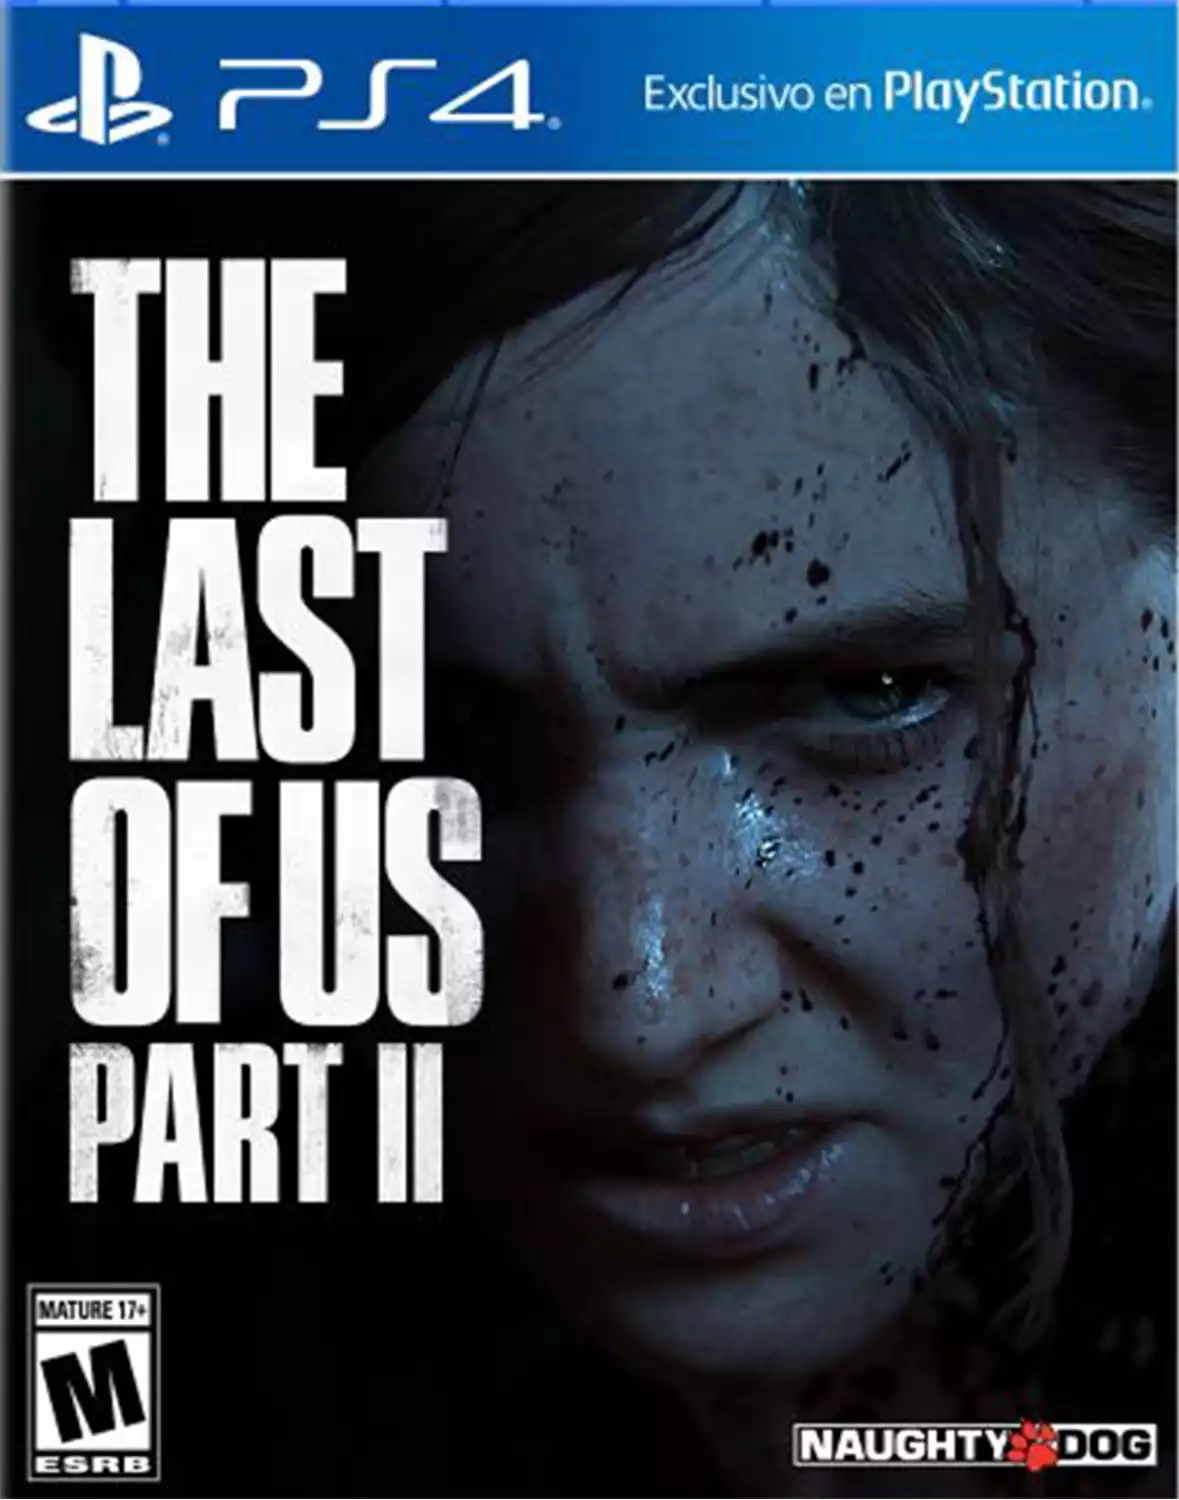 PS4
Exclusivo en PlayStation®
THE
LAST
OF US
PART II
MATURE 17+
M
ESRB
NAUGHTY DOG